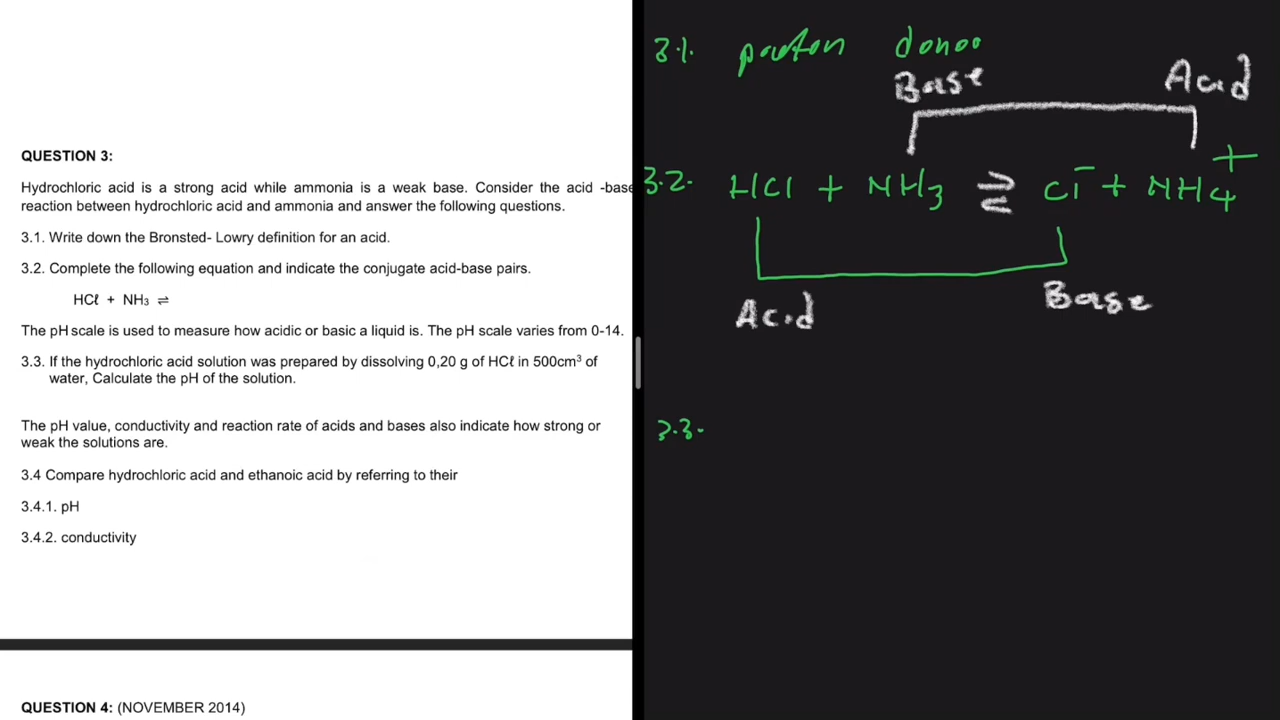 QUESTION 3:
Hydrochloric acid is a strong acid while ammonia is a weak base. Consider the acid -base
reaction between hydrochloric acid and ammonia and answer the following questions.
3.1. Write down the Bronsted- Lowry definition for an acid.
3.2. Complete the following equation and indicate the conjugate acid-base pairs.
HCℓ + NH₃ ⇌
The pH scale is used to measure how acidic or basic a liquid is. The pH scale varies from 0-14.
3.3. If the hydrochloric acid solution was prepared by dissolving 0,20 g of HCℓ in 500cm³ of
water, Calculate the pH of the solution.
The pH value, conductivity and reaction rate of acids and bases also indicate how strong or
weak the solutions are.
3.4 Compare hydrochloric acid and ethanoic acid by referring to their
3.4.1. pH
3.4.2. conductivity
QUESTION 4: (NOVEMBER 2014)
3.1. proton donor
Base Acid
3.2. HCl + NH₃ ⇌ Cl⁻ + NH₄⁺
Acid Base
3.3.